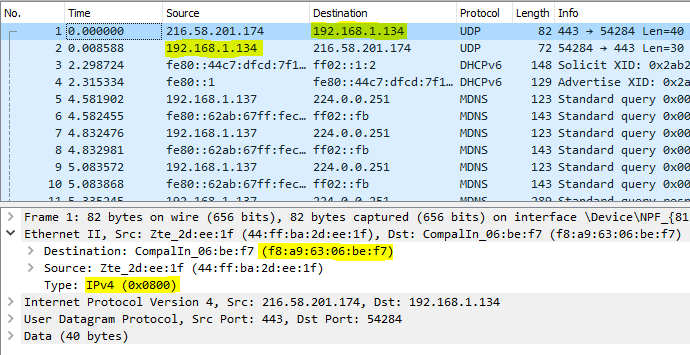 No. Time Source Destination Protocol Length Info
1 0.000000 216.58.201.174 192.168.1.134 UDP 82 443 → 54284 Len=40
2 0.008588 192.168.1.134 216.58.201.174 UDP 72 54284 → 443 Len=30
3 2.298724 fe80::44c7:dfcd:7f1… ff02::1:2 DHCPv6 148 Solicit XID: 0x2ab2
4 2.315334 fe80::1 fe80::44c7:dfcd:7f1… DHCPv6 129 Advertise XID: 0x2a
5 4.581902 192.168.1.137 224.0.0.251 MDNS 123 Standard query 0x00
6 4.582455 fe80::62ab:67ff:fec… ff02::fb MDNS 143 Standard query 0x00
7 4.832476 192.168.1.137 224.0.0.251 MDNS 123 Standard query 0x00
8 4.832911 fe80::62ab:67ff:fec… ff02::fb MDNS 143 Standard query 0x00
9 5.083572 192.168.1.137 224.0.0.251 MDNS 123 Standard query 0x00
10 5.083868 fe80::62ab:67ff:fec… ff02::fb MDNS 143 Standard query 0x00
Frame 1: 82 bytes on wire (656 bits), 82 bytes captured (656 bits) on interface \Device\NPF_{81
Ethernet II, Src: Zte_2d:ee:1f (44:ff:ba:2d:ee:1f), Dst: CompalIn_06:be:f7 (f8:a9:63:06:be:f7)
Destination: CompalIn_06:be:f7 (f8:a9:63:06:be:f7)
Source: Zte_2d:ee:1f (44:ff:ba:2d:ee:1f)
Type: IPv4 (0x0800)
Internet Protocol Version 4, Src: 216.58.201.174, Dst: 192.168.1.134
User Datagram Protocol, Src Port: 443, Dst Port: 54284
Data (40 bytes)